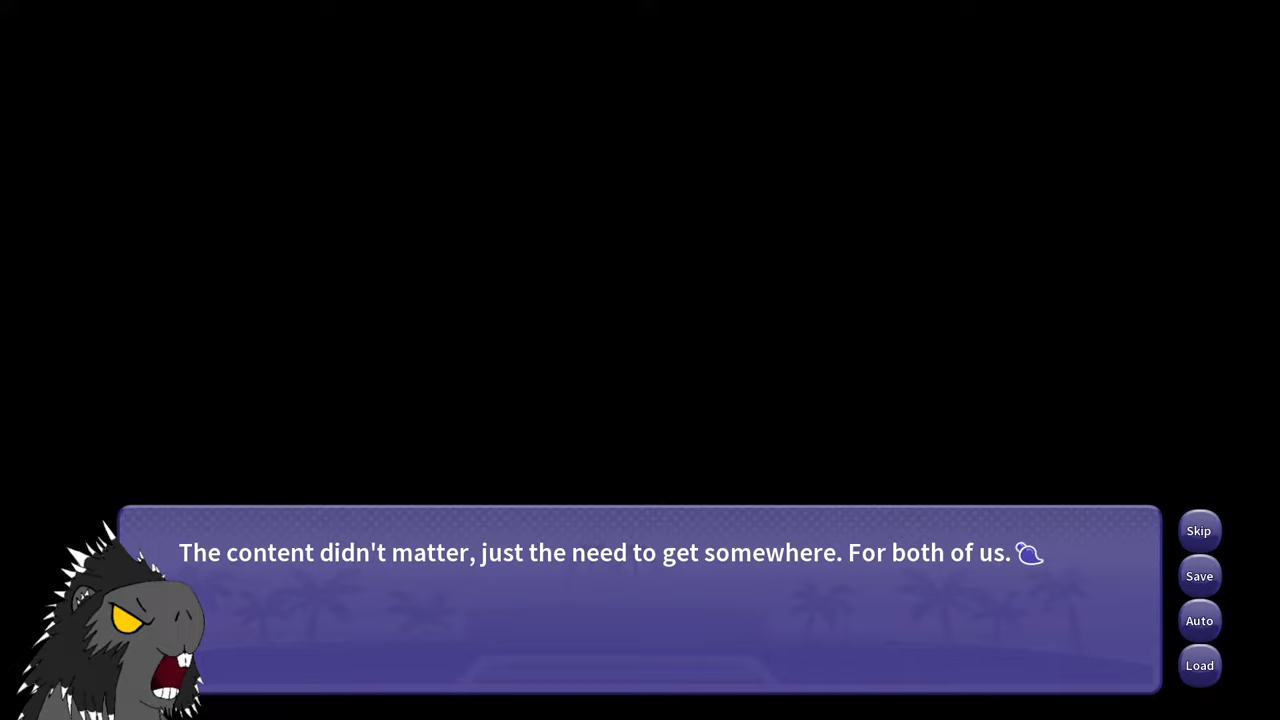 The content didn't matter, just the need to get somewhere. For both of us.
Skip
Save
Auto
Load